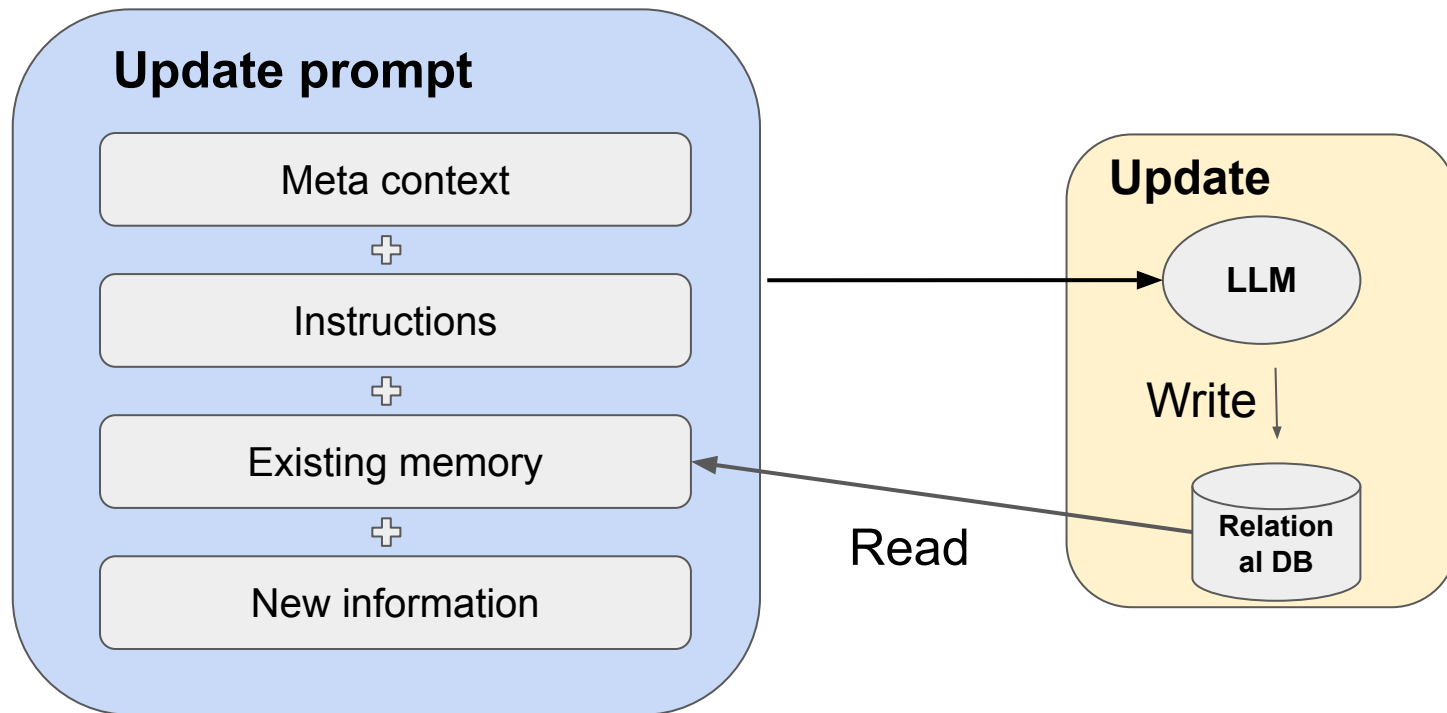 Update prompt
Meta context
Instructions
Existing memory
New information
Read
Update
LLM
Write
Relation
al DB